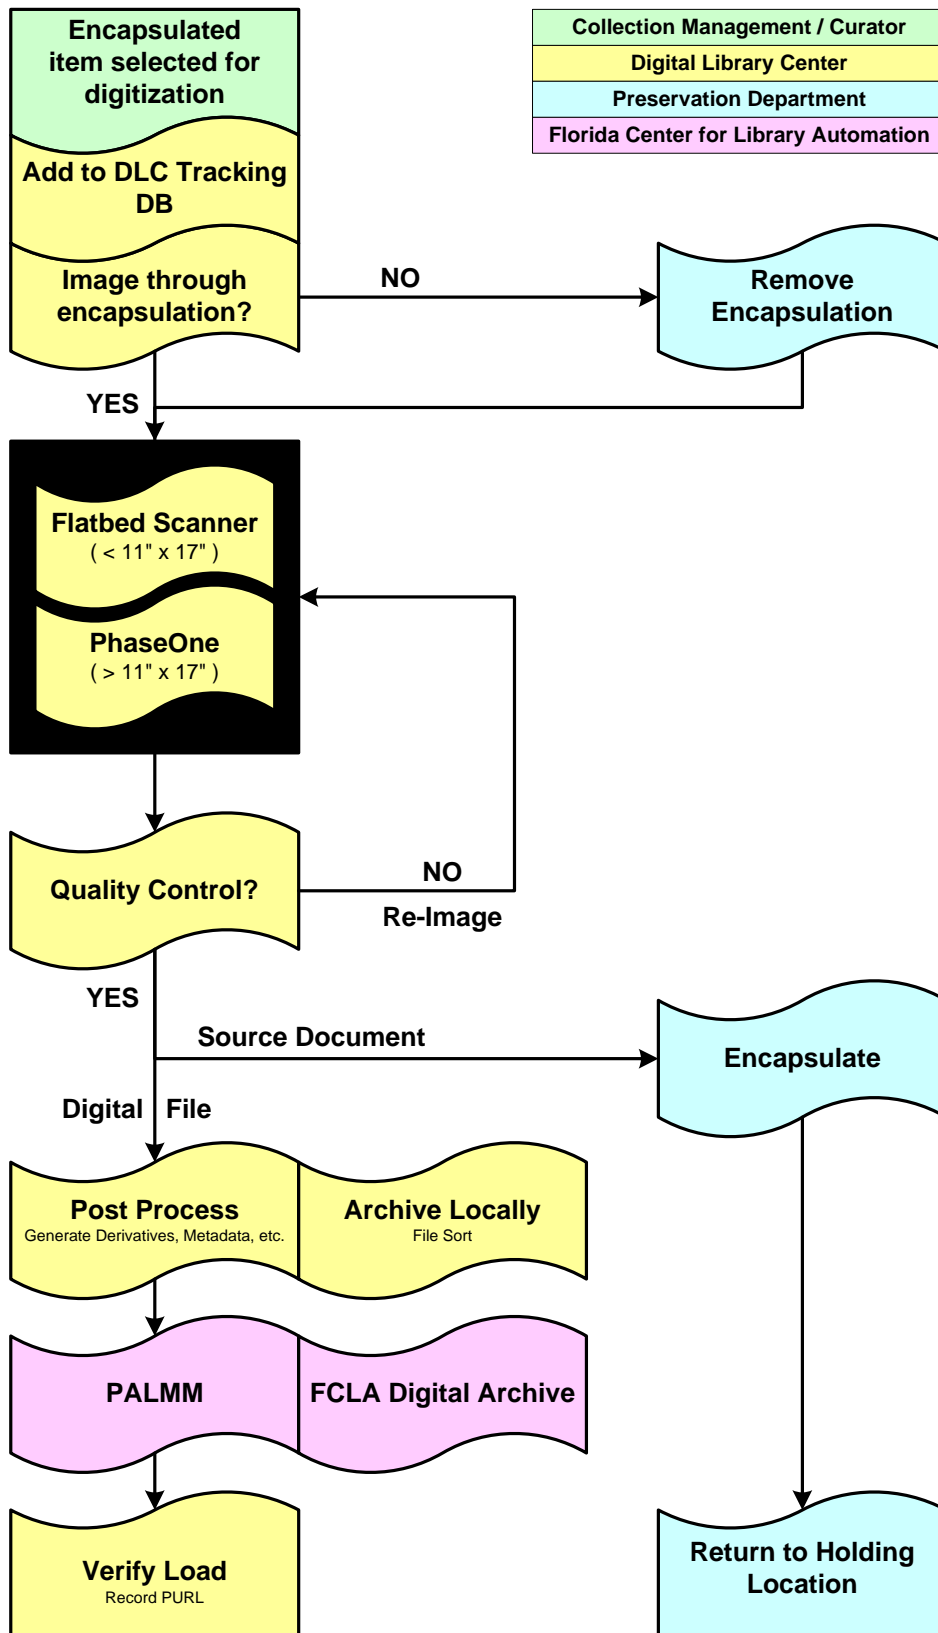 Encapsulated
item selected for
digitization
Collection Management / Curator
Digital Library Center
Preservation Department
Florida Center for Library Automation
Add to DLC Tracking
DB
Image through
encapsulation?
NO
Remove
Encapsulation
YES
Flatbed Scanner
( < 11" x 17" )
PhaseOne
( > 11" x 17" )
Quality Control?
NO
Re-Image
YES
Source Document
Encapsulate
Digital File
Post Process
Generate Derivatives, Metadata, etc.
Archive Locally
File Sort
PALMM
FCLA Digital Archive
Verify Load
Record PURL
Return to Holding
Location